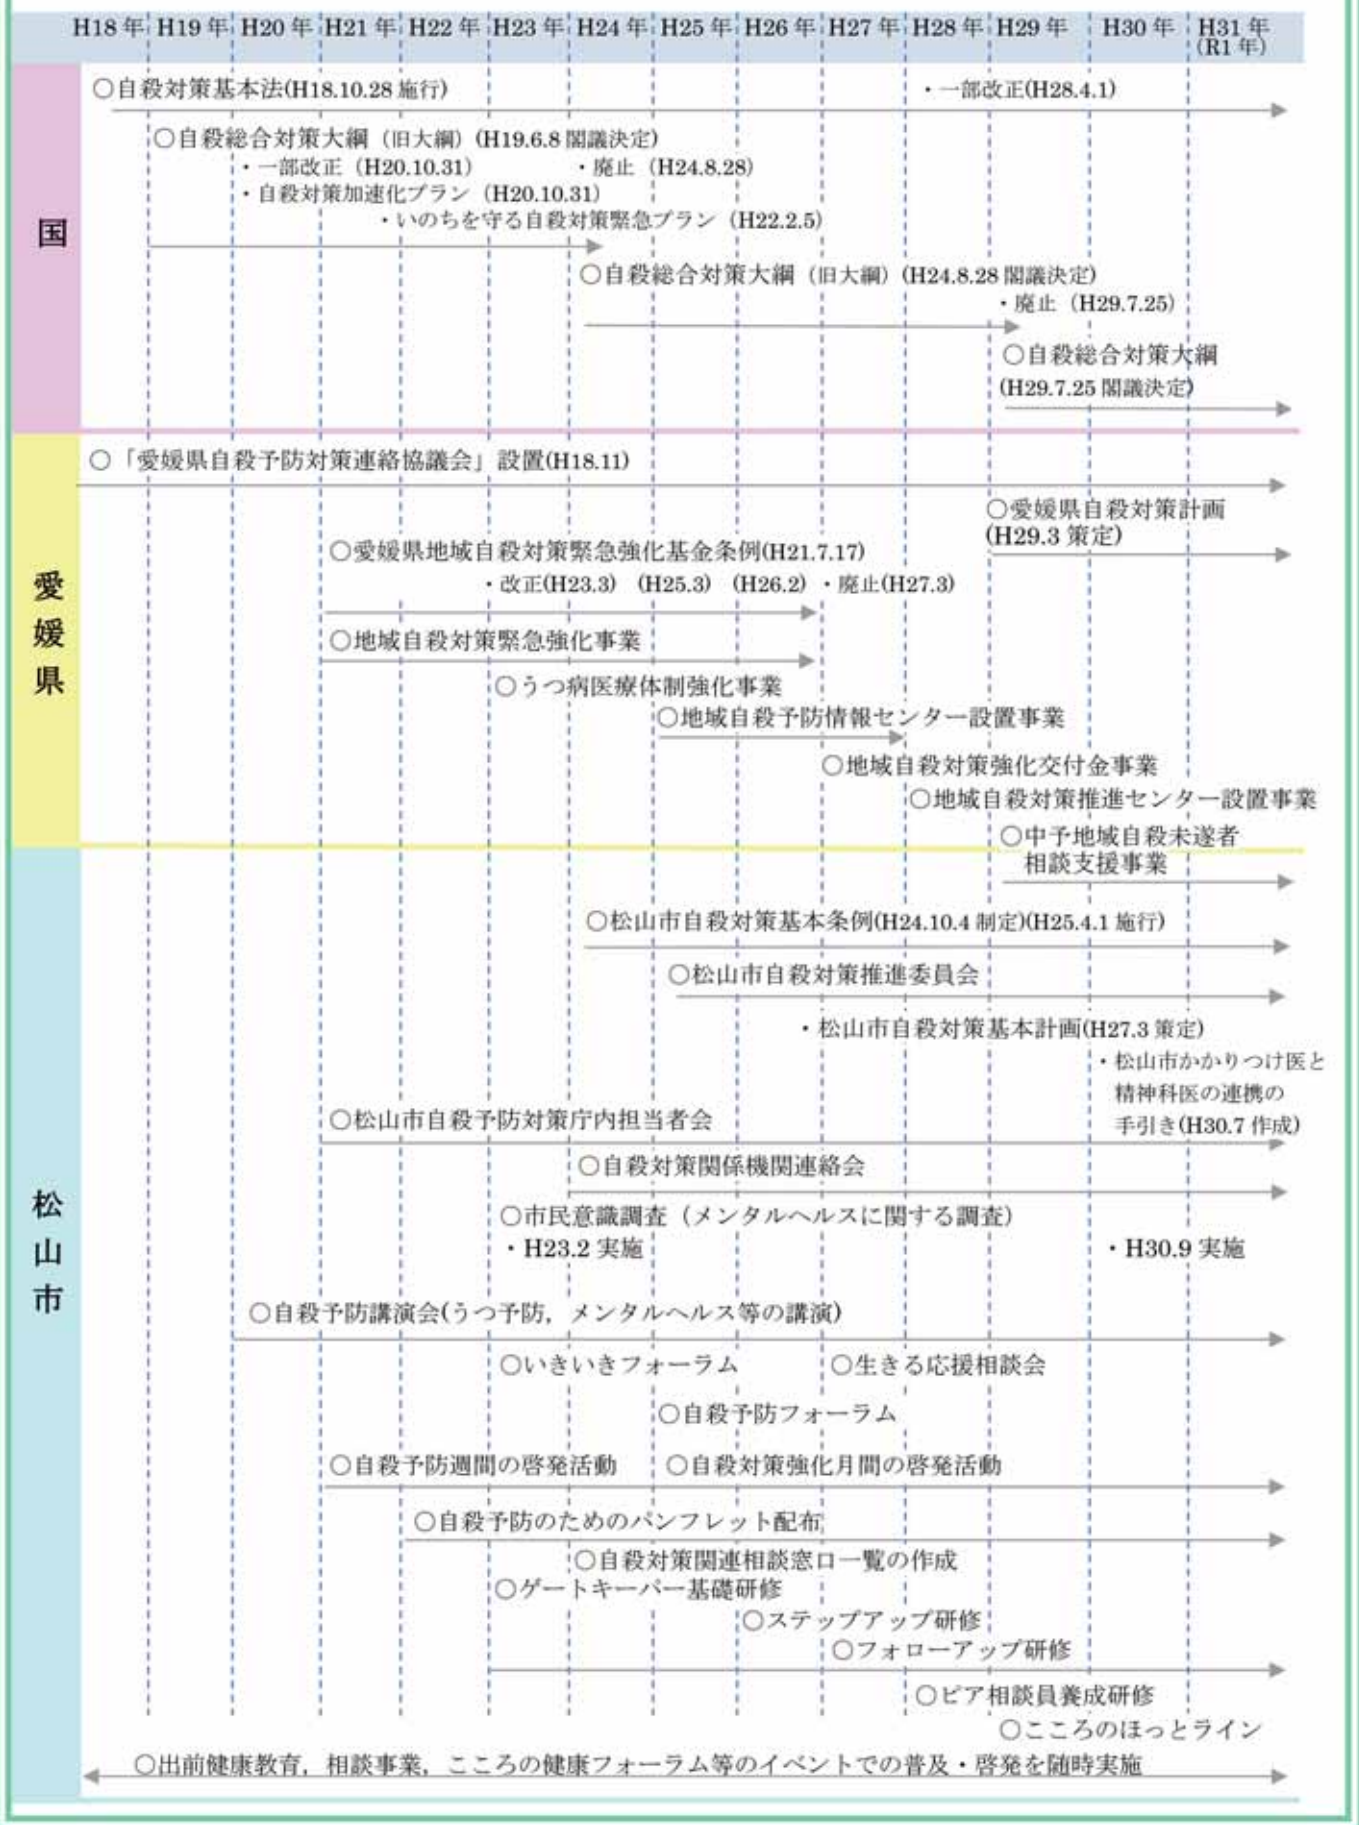 H18年 H19年 H20年 H21年 H22年 H23年 H24年 H25年 H26年 H27年 H28年 H29年 H30年 H31年
(R1年)
国
〇自殺対策基本法(H18.10.28施行) ・一部改正(H28.4.1)
〇自殺総合対策大綱（旧大綱）(H19.6.8閣議決定)
・一部改正（H20.10.31） ・廃止（H24.8.28）
・自殺対策加速化プラン（H20.10.31）
・いのちを守る自殺対策緊急プラン（H22.2.5）
〇自殺総合対策大綱（旧大綱）(H24.8.28閣議決定)
・廃止（H29.7.25）
〇自殺総合対策大綱
(H29.7.25閣議決定)
愛媛県
〇「愛媛県自殺予防対策連絡協議会」設置(H18.11)
〇愛媛県自殺対策計画
(H29.3策定)
〇愛媛県地域自殺対策緊急強化基金条例(H21.7.17)
・改正(H23.3) (H25.3) (H26.2) ・廃止(H27.3)
〇地域自殺対策緊急強化事業
〇うつ病医療体制強化事業
〇地域自殺予防情報センター設置事業
〇地域自殺対策強化交付金事業
〇地域自殺対策推進センター設置事業
〇中予地域自殺未遂者
相談支援事業
松山市
〇松山市自殺対策基本条例(H24.10.4制定)(H25.4.1施行)
〇松山市自殺対策推進委員会
・松山市自殺対策基本計画(H27.3策定)
・松山市かかりつけ医と
精神科医の連携の
手引き(H30.7作成)
〇松山市自殺予防対策庁内担当者会
〇自殺対策関係機関連絡会
〇市民意識調査（メンタルヘルスに関する調査）
・H23.2実施 ・H30.9実施
〇自殺予防講演会(うつ予防，メンタルヘルス等の講演)
〇いきいきフォーラム 〇生きる応援相談会
〇自殺予防フォーラム
〇自殺予防週間の啓発活動 〇自殺対策強化月間の啓発活動
〇自殺予防のためのパンフレット配布
〇自殺対策関連相談窓口一覧の作成
〇ゲートキーパー基礎研修
〇ステップアップ研修
〇フォローアップ研修
〇ピア相談員養成研修
〇こころのほっとライン
〇出前健康教育，相談事業，こころの健康フォーラム等のイベントでの普及・啓発を随時実施